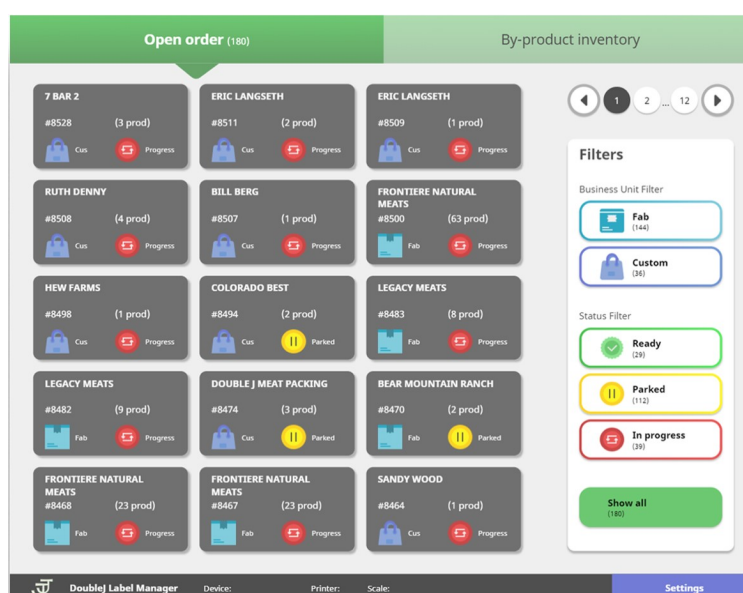 Open order (180)
By-product inventory
7 BAR 2
#8528 (3 prod)
Cus Progress
ERIC LANGSETH
#8511 (2 prod)
Cus Progress
ERIC LANGSETH
#8509 (1 prod)
Cus Progress
RUTH DENNY
#8508 (4 prod)
Cus Progress
BILL BERG
#8507 (1 prod)
Cus Progress
FRONTIERE NATURAL
MEATS
#8500 (63 prod)
Fab Progress
HEW FARMS
#8498 (1 prod)
Cus Progress
COLORADO BEST
#8494 (2 prod)
Cus Parked
LEGACY MEATS
#8483 (8 prod)
Fab Progress
LEGACY MEATS
#8482 (9 prod)
Fab Progress
DOUBLE J MEAT PACKING
#8474 (3 prod)
Cus Parked
BEAR MOUNTAIN RANCH
#8470 (2 prod)
Fab Parked
FRONTIERE NATURAL
MEATS
#8468 (23 prod)
Fab Progress
FRONTIERE NATURAL
MEATS
#8467 (23 prod)
Fab Progress
SANDY WOOD
#8464 (1 prod)
Cus Progress
1 2 ... 12
Filters
Business Unit Filter
Fab
(144)
Custom
(36)
Status Filter
Ready
(29)
Parked
(112)
In progress
(39)
Show all
(180)
DoubleJ Label Manager Device: Printer: Scale: Settings